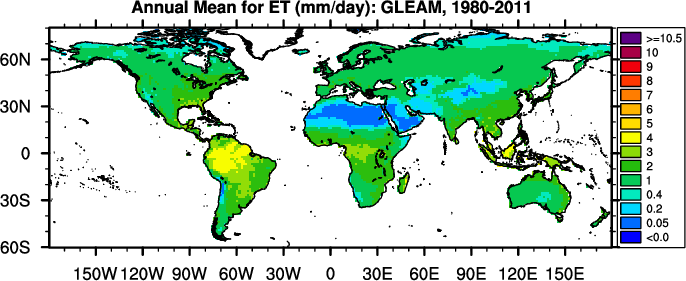 Annual Mean for ET (mm/day): GLEAM, 1980-2011
60N
30N
0
30S
60S
150W 120W 90W 60W 30W 0 30E 60E 90E 120E 150E
>=10.5
10
9
8
7
6
5
4
3
2
1
0.4
0.2
0.05
<0.0